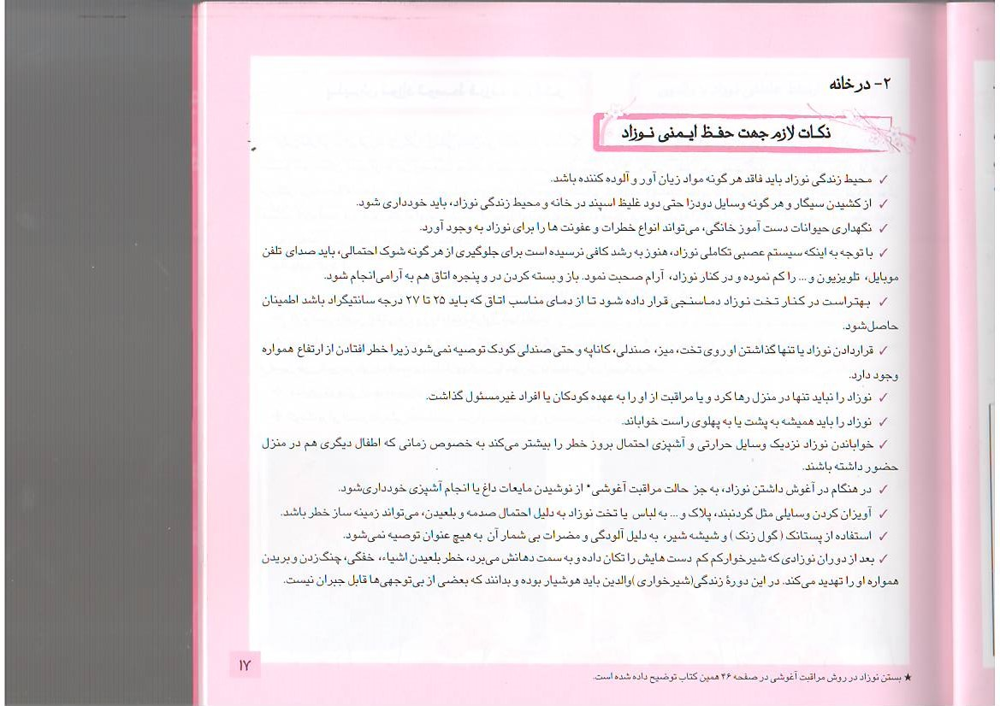 ۲- در خانه
نکات لازم جهت حفظ ایمنی نوزاد
✓ محیط زندگی نوزاد باید فاقد هر گونه مواد زیان آور و آلوده کننده باشد.
✓ از کشیدن سیگار و هر گونه وسایل دودزا حتی دود غلیظ اسپند در خانه و محیط زندگی نوزاد، باید خودداری شود.
✓ نگهداری حیوانات دست آموز خانگی، می‌تواند انواع خطرات و عفونت ها را برای نوزاد به وجود آورد.
✓ با توجه به اینکه سیستم عصبی تکاملی نوزاد، هنوز به رشد کافی نرسیده است برای جلوگیری از هر گونه شوک احتمالی، باید صدای تلفن
موبایل، تلویزیون و... را کم نموده و در کنار نوزاد، آرام صحبت نمود. باز و بسته کردن در و پنجره اتاق هم به آرامی‌انجام شود.
✓ بهتراست در کنار تخت نوزاد دماسنجی قرار داده شود تا از دمای مناسب اتاق که باید ۲۵ تا ۲۷ درجه سانتیگراد باشد اطمینان
حاصل‌شود.
✓ قراردادن نوزاد یا تنها گذاشتن او روی تخت، میز، صندلی، کاناپه و حتی صندلی کودک توصیه نمی‌شود زیرا خطر افتادن از ارتفاع همواره
وجود دارد.
✓ نوزاد را نباید تنها در منزل رها کرد و یا مراقبت از او را به عهده کودکان یا افراد غیرمسئول گذاشت.
✓ نوزاد را باید همیشه به پشت یا به پهلوی راست خواباند.
✓ خواباندن نوزاد نزدیک وسایل حرارتی و آشپزی احتمال بروز خطر را بیشتر می‌کند به خصوص زمانی که اطفال دیگری هم در منزل
حضور داشته باشند.
✓ در هنگام در آغوش داشتن نوزاد، به جز حالت مراقبت آغوشی* از نوشیدن مایعات داغ یا انجام آشپزی خودداری‌شود.
✓ آویزان کردن وسایلی مثل گردنبند، پلاک و... به لباس یا تخت نوزاد به دلیل احتمال صدمه و بلعیدن، می‌تواند زمینه ساز خطر باشد.
✓ استفاده از پستانک ( گول زنک ) و شیشه شیر، به دلیل آلودگی و مضرات بی شمار آن به هیچ عنوان توصیه نمی‌شود.
✓ بعد از دوران نوزادی که شیرخوارکم کم دست هایش را تکان داده و به سمت دهانش می‌برد، خطر بلعیدن اشیاء، خفگی، چنگ‌زدن و بریدن
همواره او را تهدید می‌کند. در این دورهٔ زندگی(شیرخواری )والدین باید هوشیار بوده و بدانند که بعضی از بی‌توجهی‌ها قابل جبران نیست.
۱۷
★ بستن نوزاد در روش مراقبت آغوشی در صفحه ۴۶ همین کتاب توضیح داده شده است.